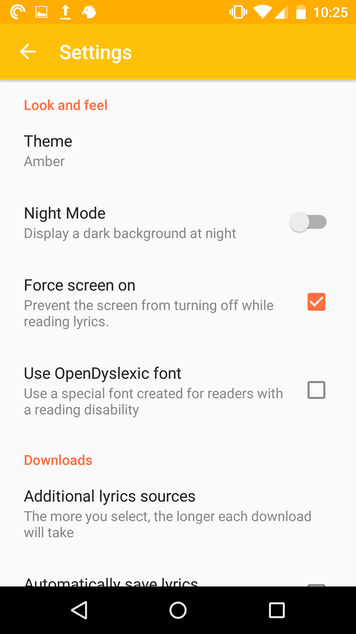 10:25
Settings
Look and feel
Theme
Amber
Night Mode
Display a dark background at night
Force screen on
Prevent the screen from turning off while
reading lyrics.
Use OpenDyslexic font
Use a special font created for readers with
a reading disability
Downloads
Additional lyrics sources
The more you select, the longer each download
will take
Automatically save lyrics